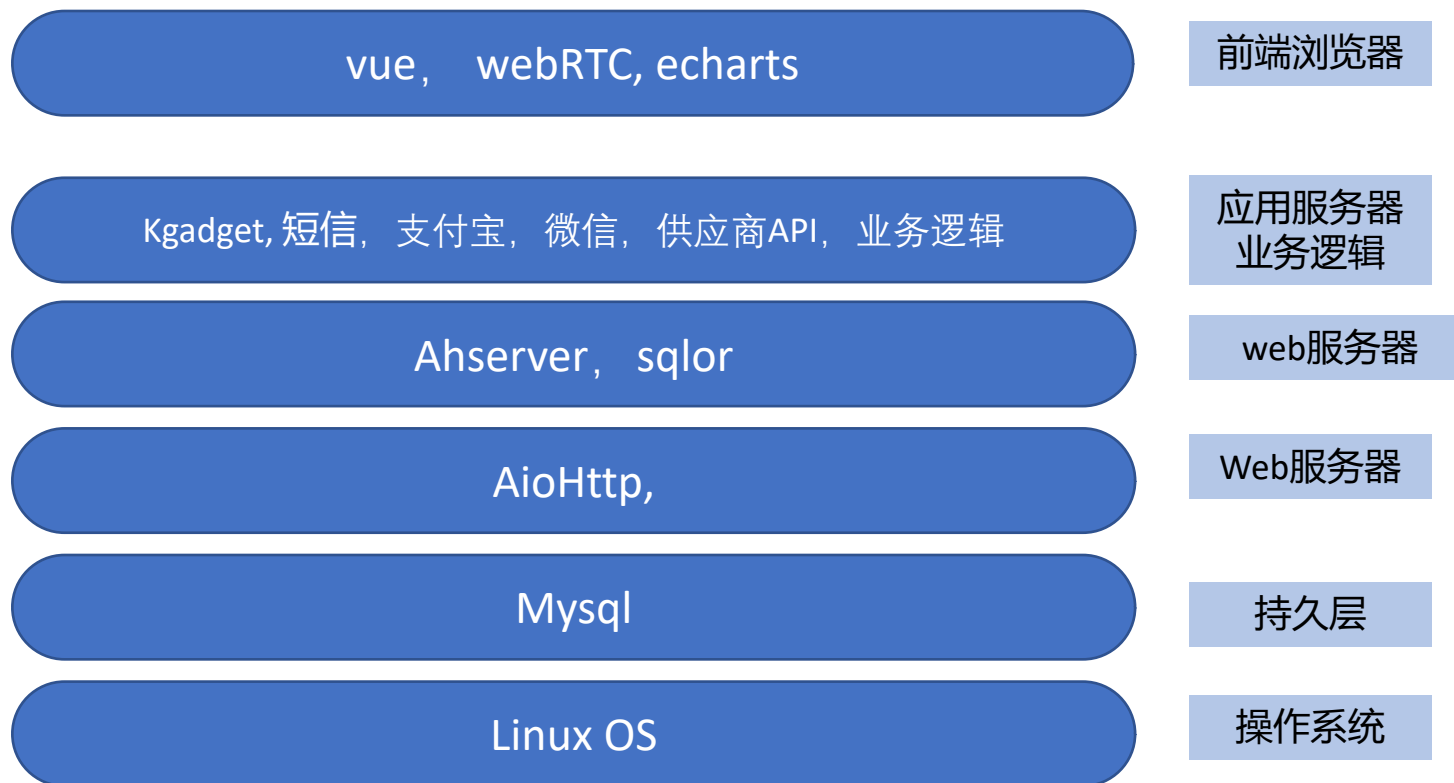 vue， webRTC, echarts
前端浏览器
Kgadget, 短信，支付宝，微信，供应商API，业务逻辑
应用服务器
业务逻辑
Ahserver， sqlor
web服务器
AioHttp,
Web服务器
Mysql
持久层
Linux OS
操作系统